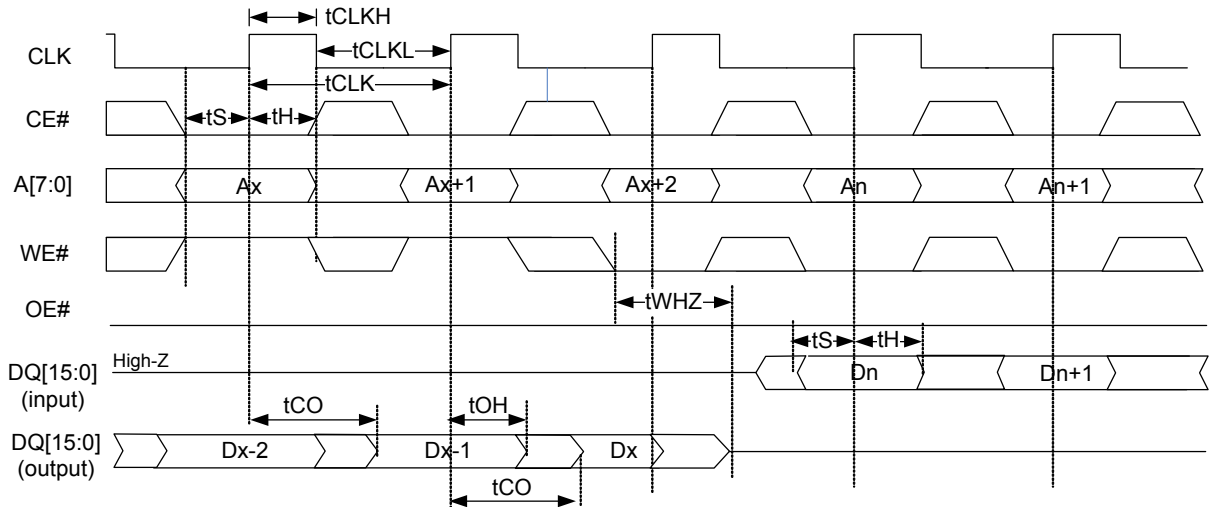 tCLKH
CLK
tCLKL
tCLK
CE#
tS
tH
A[7:0]
Ax
Ax+1
Ax+2
An
An+1
WE#
OE#
tWHZ
tS
tH
High-Z
DQ[15:0]
(input)
Dn
Dn+1
tCO
tOH
DQ[15:0]
(output)
Dx-2
Dx-1
Dx
tCO